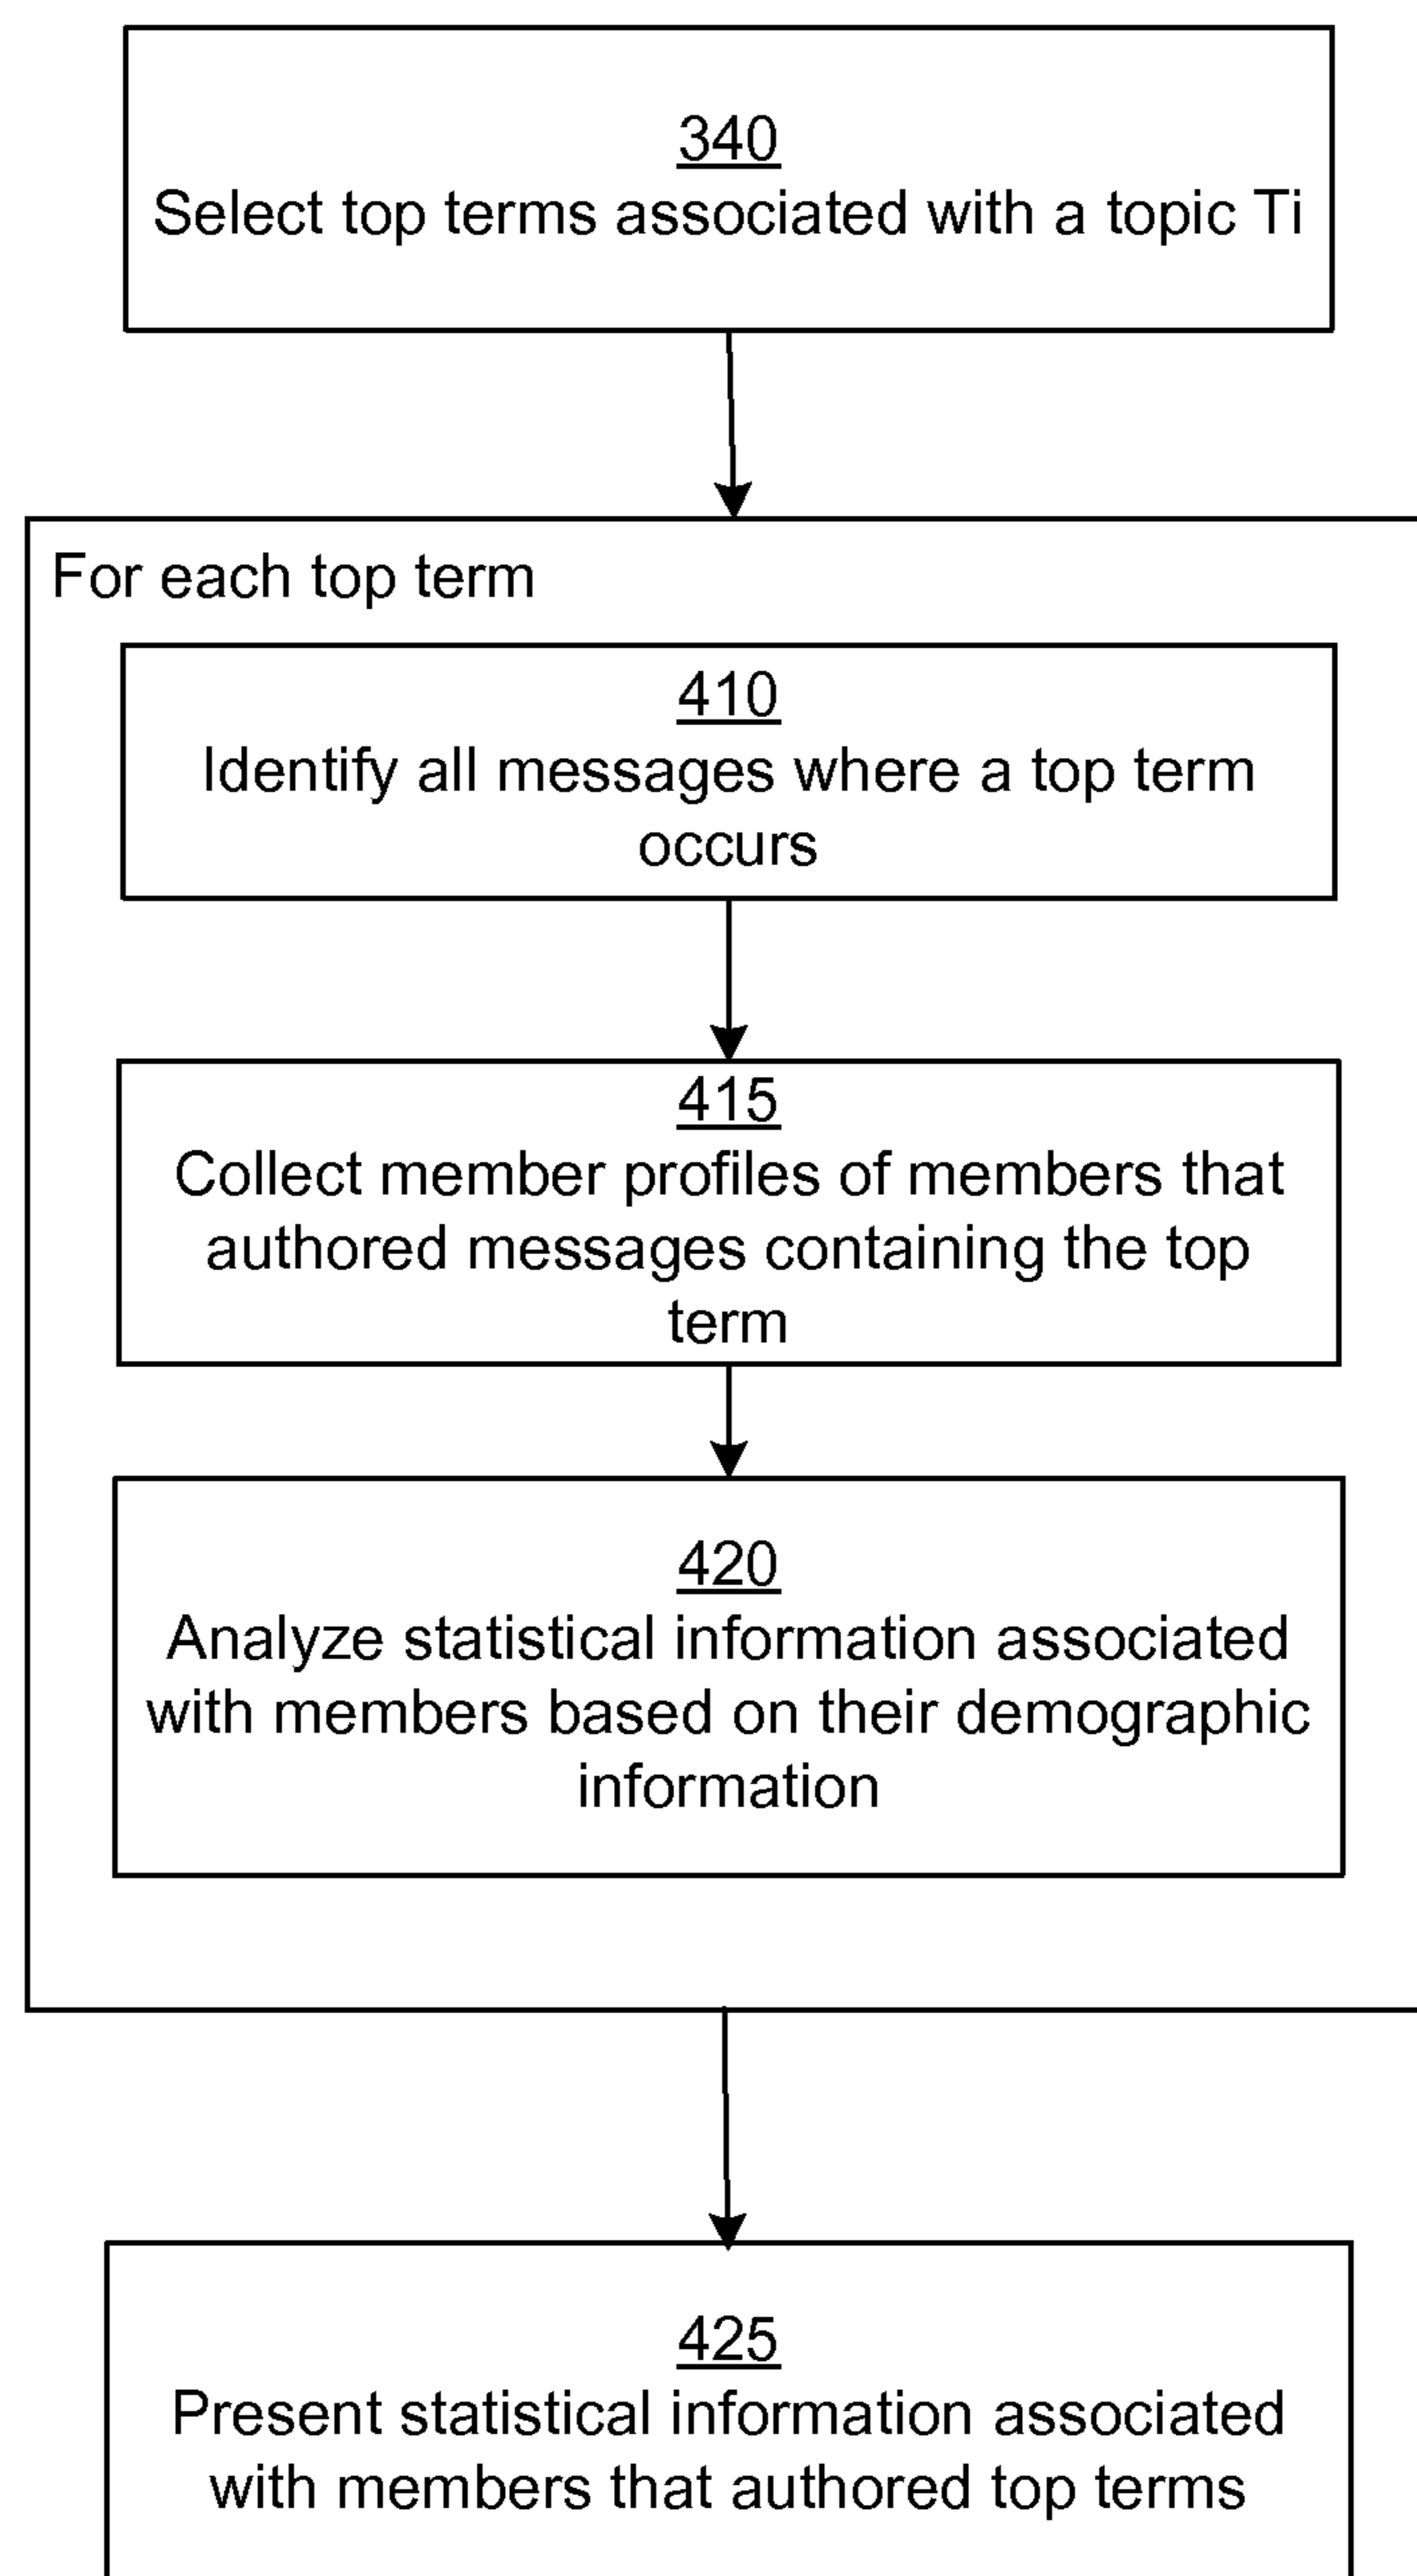 340
Select top terms associated with a topic Ti
For each top term
410
Identify all messages where a top term
occurs
415
Collect member profiles of members that
authored messages containing the top
term
420
Analyze statistical information associated
with members based on their demographic
information
425
Present statistical information associated
with members that authored top terms